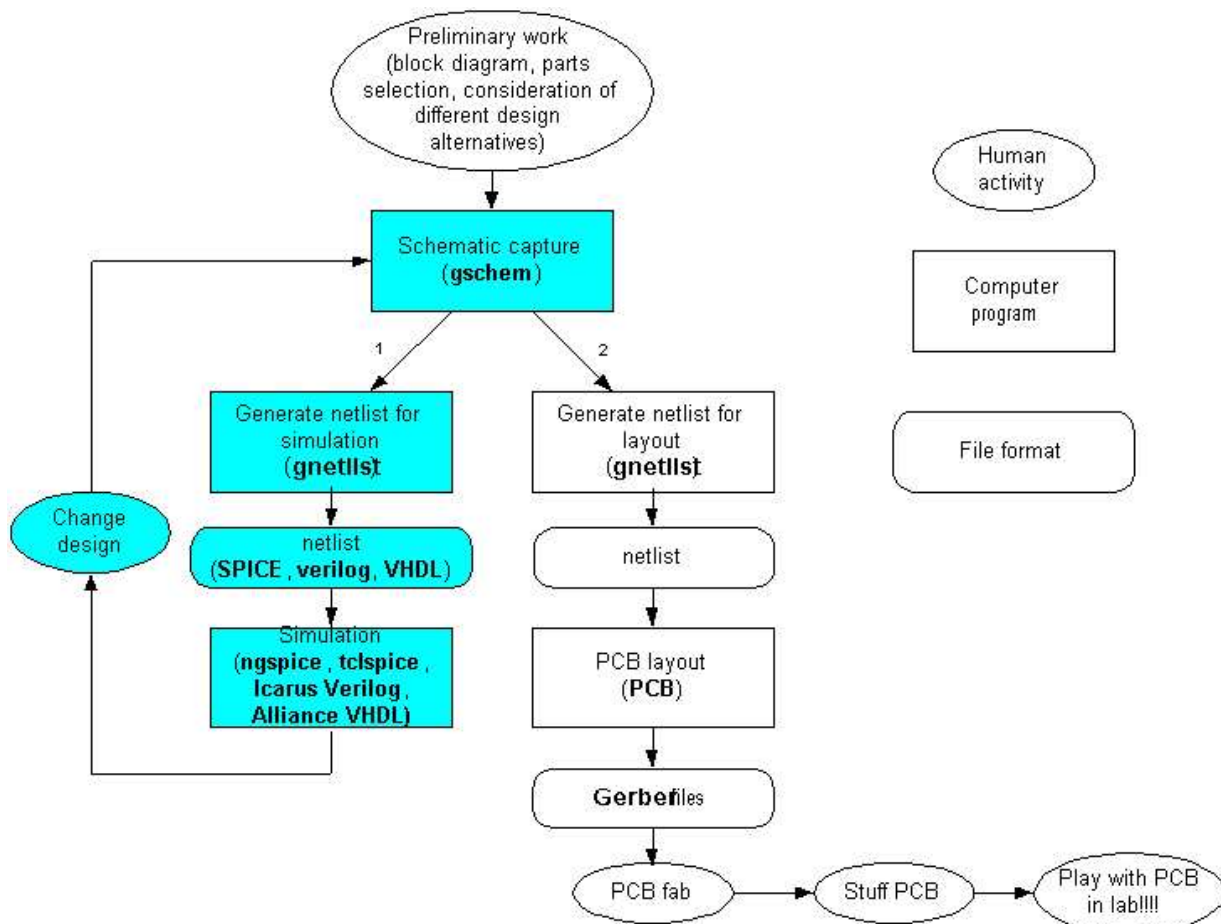 Preliminary work
(block diagram, parts
selection, consideration of
different design
alternatives)
Human
activity
Schematic capture
(gschem)
Computer
program
1
2
Generate netlist for
simulation
(gnetlist)
Generate netlist for
layout
(gnetlist)
File format
Change
design
netlist
(SPICE, verilog, VHDL)
netlist
Simulation
(ngspice, tclspice,
Icarus Verilog,
Alliance VHDL)
PCB layout
(PCB)
Gerber files
PCB fab
Stuff PCB
Play with PCB
in lab!!!!